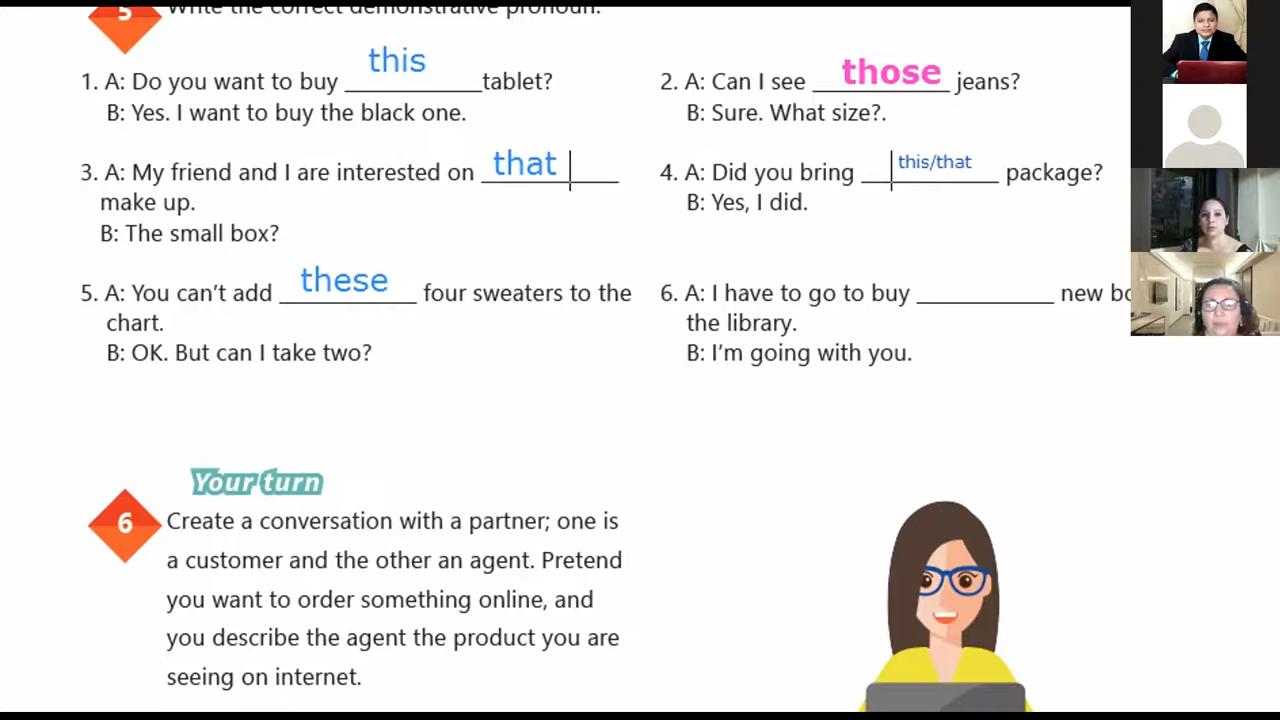 5 Write the correct demonstrative pronoun.
1. A: Do you want to buy this tablet?
B: Yes. I want to buy the black one.
2. A: Can I see those jeans?
B: Sure. What size?.
3. A: My friend and I are interested on that
make up.
B: The small box?
4. A: Did you bring this/that package?
B: Yes, I did.
5. A: You can't add these four sweaters to the
chart.
B: OK. But can I take two?
6. A: I have to go to buy ___________ new
the library.
B: I'm going with you.
Your turn
6 Create a conversation with a partner; one is
a customer and the other an agent. Pretend
you want to order something online, and
you describe the agent the product you are
seeing on internet.